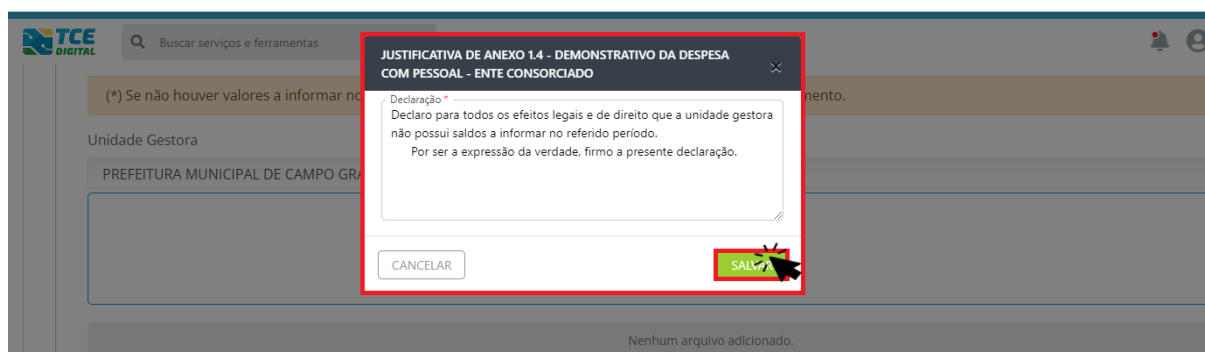 TCE
DIGITAL
Buscar serviços e ferramentas
JUSTIFICATIVA DE ANEXO 1.4 - DEMONSTRATIVO DA DESPESA
COM PESSOAL - ENTE CONSORCIADO
(*) Se não houver valores a informar no
mento.
Declaração *
Declaro para todos os efeitos legais e de direito que a unidade gestora
não possui saldos a informar no referido período.
Por ser a expressão da verdade, firmo a presente declaração.
Unidade Gestora
PREFEITURA MUNICIPAL DE CAMPO GRA
CANCELAR
SALVAR
Nenhum arquivo adicionado.